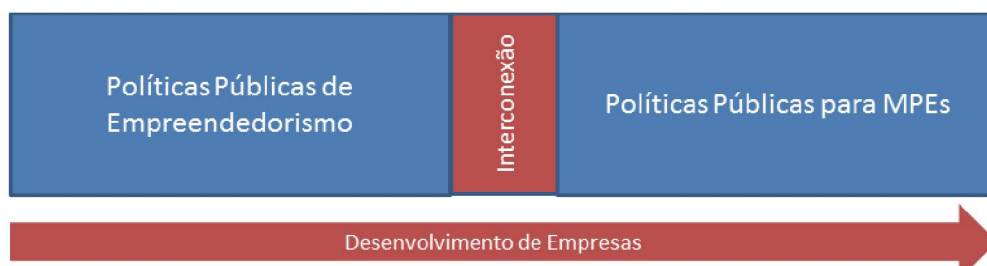 Políticas Públicas de
Empreendedorismo
Interconexão
Políticas Públicas para MPEs
Desenvolvimento de Empresas